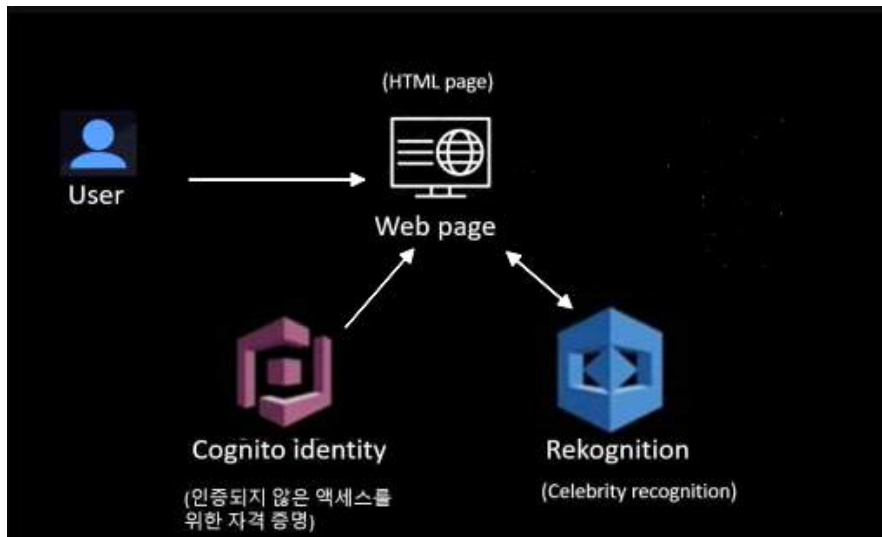 (HTML page)
User
Web page
Cognito identity
Rekognition
(인증되지 않은 액세스를
위한 자격 증명)
(Celebrity recognition)